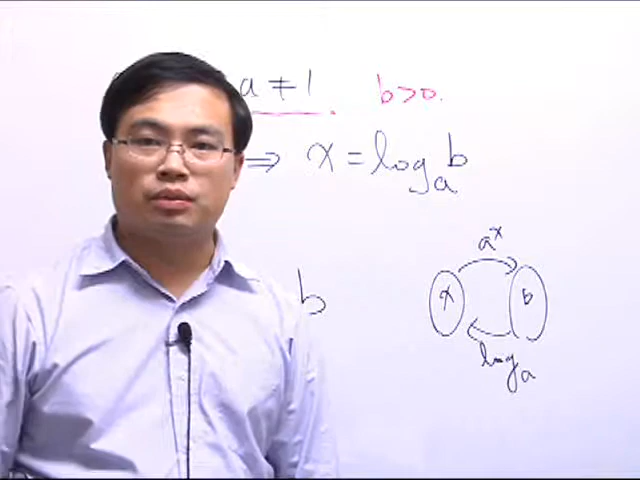 a ≠ 1 b>0.
⇒ x = log_a b
b
a^x
x b
log_a